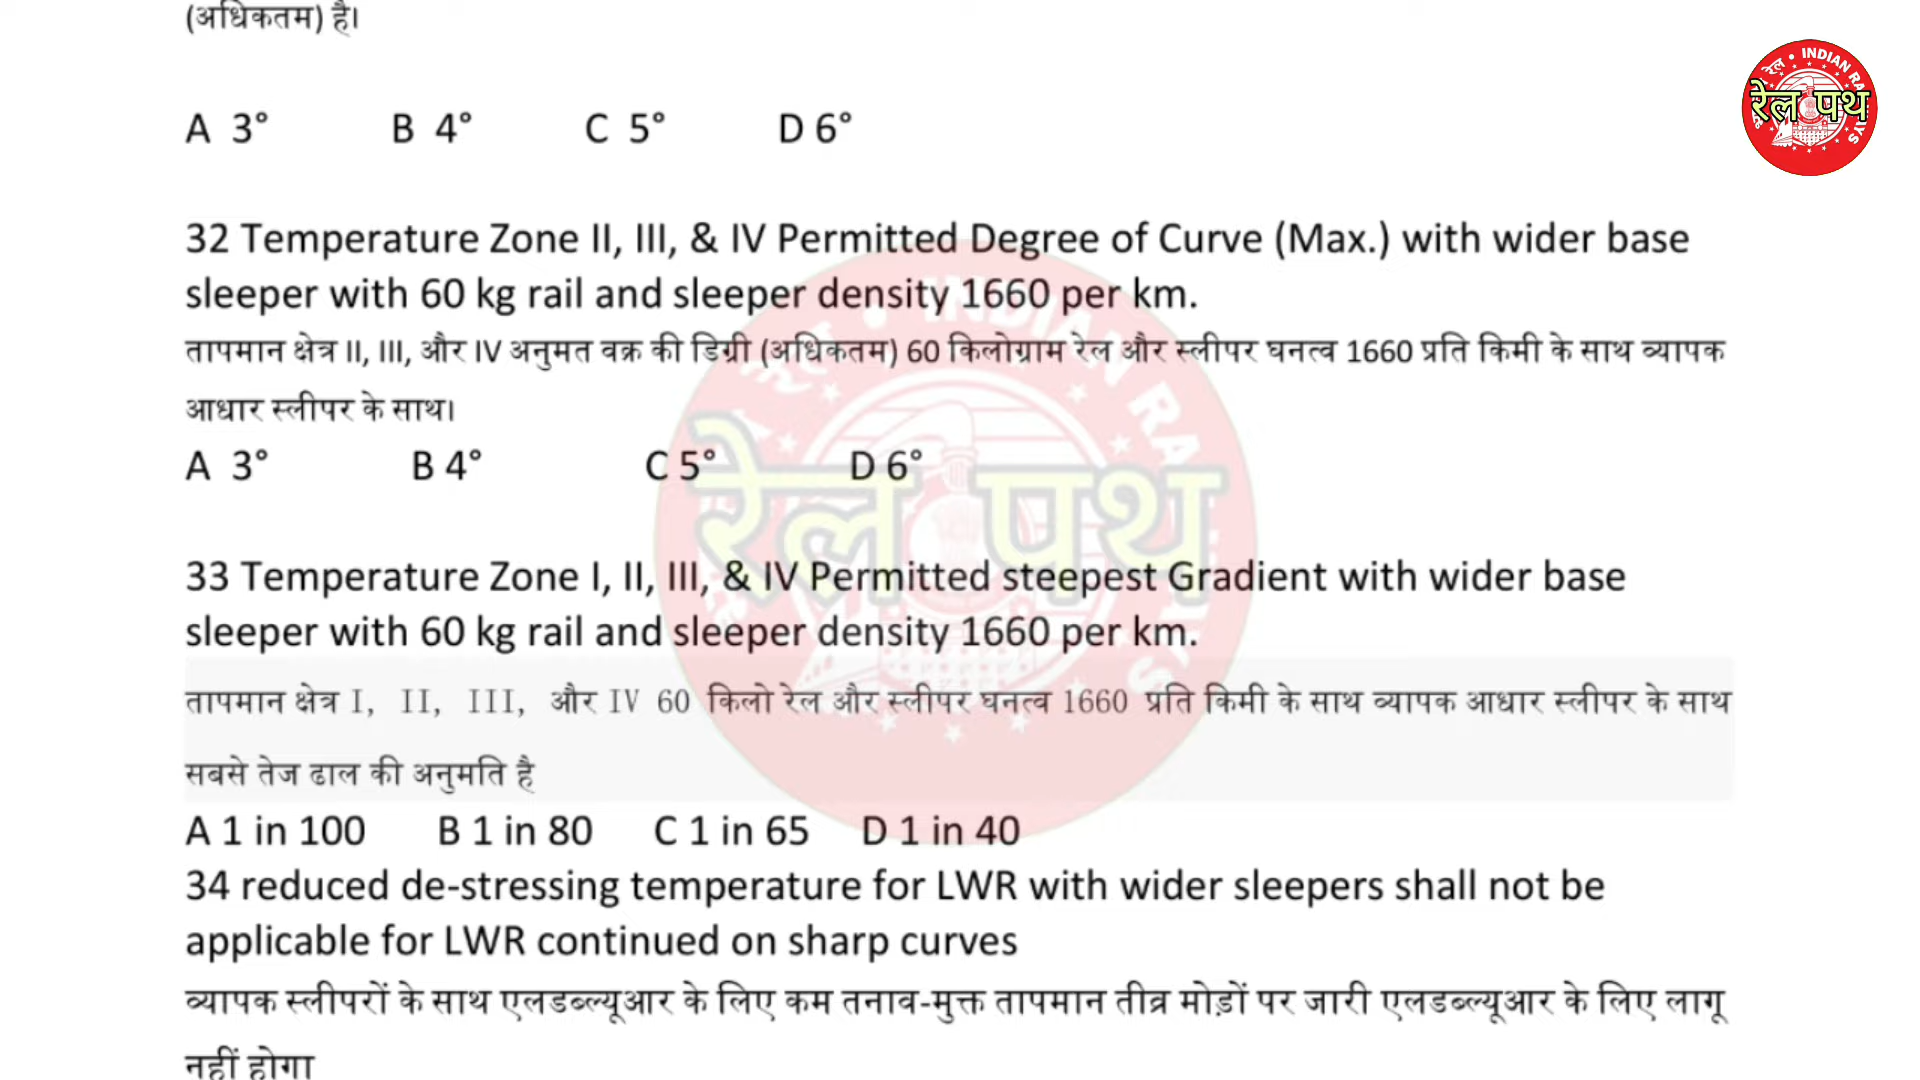 (अधिकतम) है।
A 3° B 4° C 5° D 6°
32 Temperature Zone II, III, & IV Permitted Degree of Curve (Max.) with wider base
sleeper with 60 kg rail and sleeper density 1660 per km.
तापमान क्षेत्र II, III, और IV अनुमत वक्र की डिग्री (अधिकतम) 60 किलोग्राम रेल और स्लीपर घनत्व 1660 प्रति किमी के साथ व्यापक
आधार स्लीपर के साथ।
A 3° B 4° C 5° D 6°
33 Temperature Zone I, II, III, & IV Permitted steepest Gradient with wider base
sleeper with 60 kg rail and sleeper density 1660 per km.
तापमान क्षेत्र I, II, III, और IV 60 किलो रेल और स्लीपर घनत्व 1660 प्रति किमी के साथ व्यापक आधार स्लीपर के साथ
सबसे तेज ढाल की अनुमति है
A 1 in 100 B 1 in 80 C 1 in 65 D 1 in 40
34 reduced de-stressing temperature for LWR with wider sleepers shall not be
applicable for LWR continued on sharp curves
व्यापक स्लीपरों के साथ एलडब्ल्यूआर के लिए कम तनाव-मुक्त तापमान तीव्र मोड़ों पर जारी एलडब्ल्यूआर के लिए लागू
नहीं होगा
रेल पथ
INDIAN RA
रेल पथ
INDIAN RA